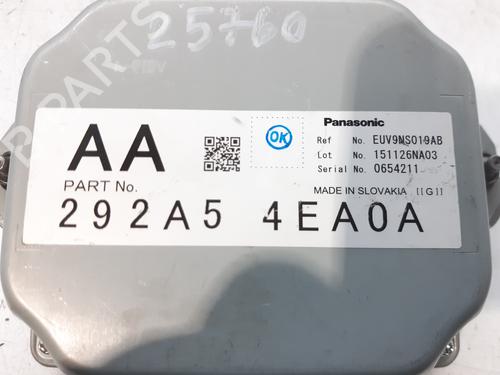 25760
AA
OK
Panasonic
Ref No. EUV9NS019AB
Lot No. 151126NA03
Serial No. 0654211
PART No.
MADE IN SLOVAKIA [[G]]
292A5 4EA0A